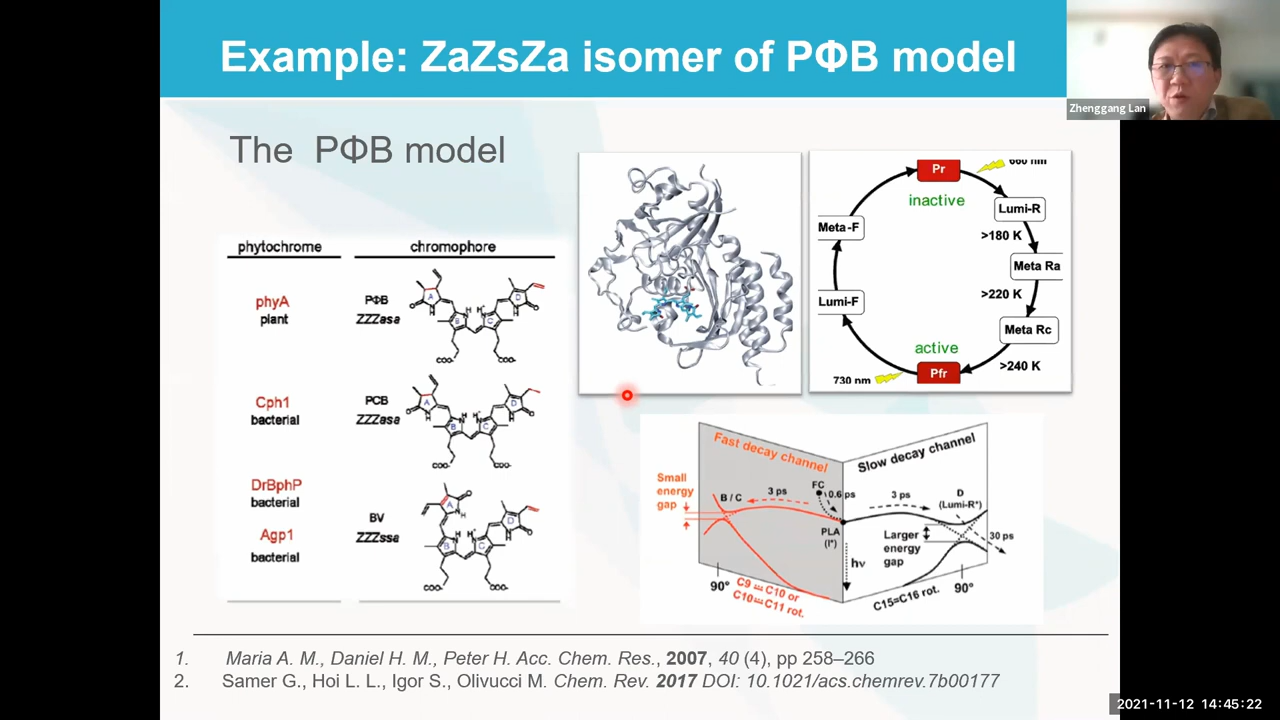 Example: ZaZsZa isomer of PΦB model
Zhenggang Lan
The PΦB model
phytochrome
chromophore
phyA
plant
PΦB
ZZZasa
A
B
C
D
H
H
H
H
N
O
COO-
COO-
Cph1
bacterial
PCB
ZZZasa
A
B
C
D
COO-
COO-
DrBphP
bacterial
Agp1
bacterial
BV
ZZZssa
A
B
C
D
COO-
COO-
Pr
660 nm
inactive
Lumi-R
>180 K
Meta Ra
>220 K
Meta Rc
>240 K
active
Pfr
730 nm
Lumi-F
Meta-F
Fast decay channel
Slow decay channel
Small
energy
gap
B / C
3 ps
FC
0.6 ps
3 ps
D
(Lumi-R*)
PLA
(I*)
Larger
energy
gap
30 ps
hν
90°
C9=C10 or
C10=C11 rot.
C15=C16 rot.
90°
1. Maria A. M., Daniel H. M., Peter H. Acc. Chem. Res., 2007, 40 (4), pp 258–266
2. Samer G., Hoi L. L., Igor S., Olivucci M. Chem. Rev. 2017 DOI: 10.1021/acs.chemrev.7b00177
2021-11-12 14:45:22